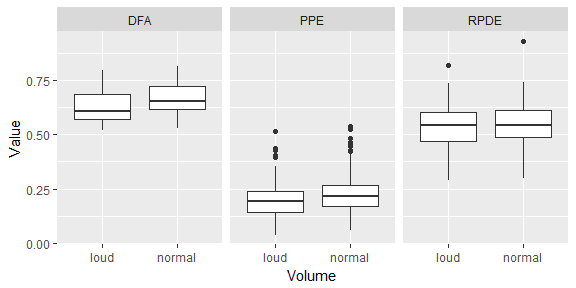 DFA PPE RPDE
Value
0.75
0.50
0.25
0.00
loud normal loud normal loud normal
Volume